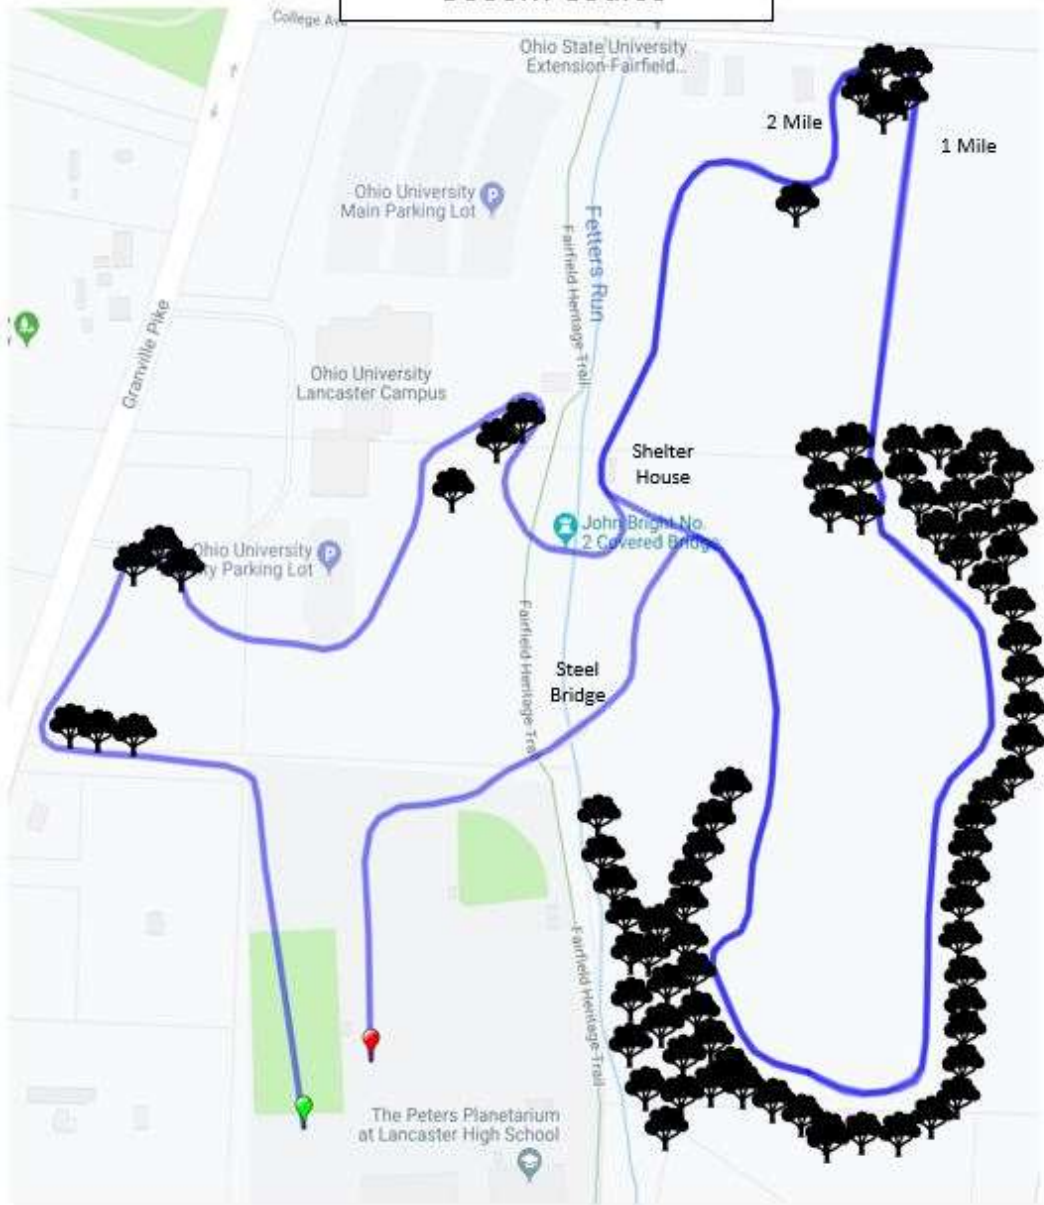 College Ave
Ohio State University
Extension-Fairfield...
2 Mile
1 Mile
Ohio University
Main Parking Lot
P
Fetters Run
Fairfield Heritage Trail
Granville Pike
Ohio University
Lancaster Campus
Shelter
House
John Bright No.
2 Covered Bridge
Ohio University
Parking Lot
P
Fairfield Heritage Trail
Steel
Bridge
Fairfield Heritage Trail
The Peters Planetarium
at Lancaster High School